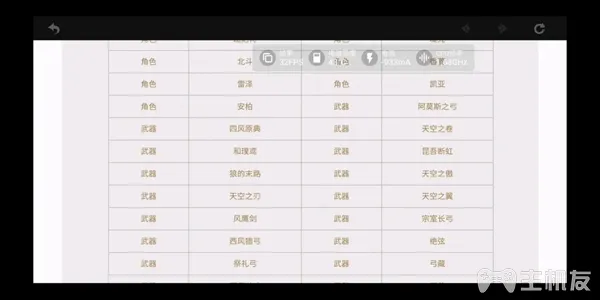 角色 北斗 角色
角色 雷泽 角色 凯亚
角色 安柏 武器 阿莫斯之弓
武器 四风原典 武器 天空之卷
武器 和璞鸢 武器 昆吾断虹
武器 狼的末路 武器 天空之傲
武器 天空之刃 武器 天空之翼
武器 风鹰剑 武器 宗室长弓
武器 西风猎弓 武器 绝弦
武器 祭礼弓 武器 弓藏
主机友